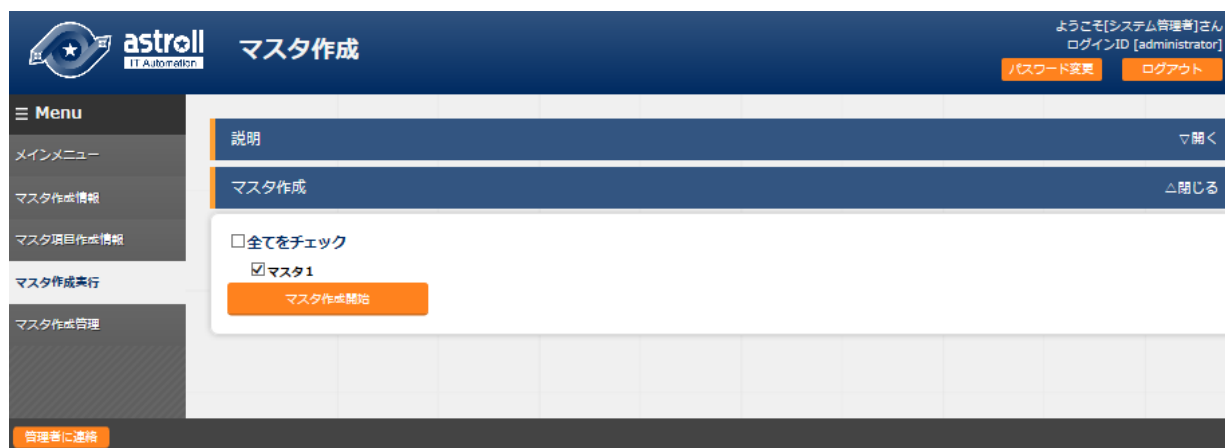 astroll
IT Automation
マスタ作成
ようこそ[システム管理者]さん
ログインID [administrator]
パスワード変更
ログアウト
☰ Menu
メインメニュー
マスタ作成情報
マスタ項目作成情報
マスタ作成実行
マスタ作成管理
説明
▽開く
マスタ作成
△閉じる
全てをチェック
マスタ1
マスタ作成開始
管理者に連絡